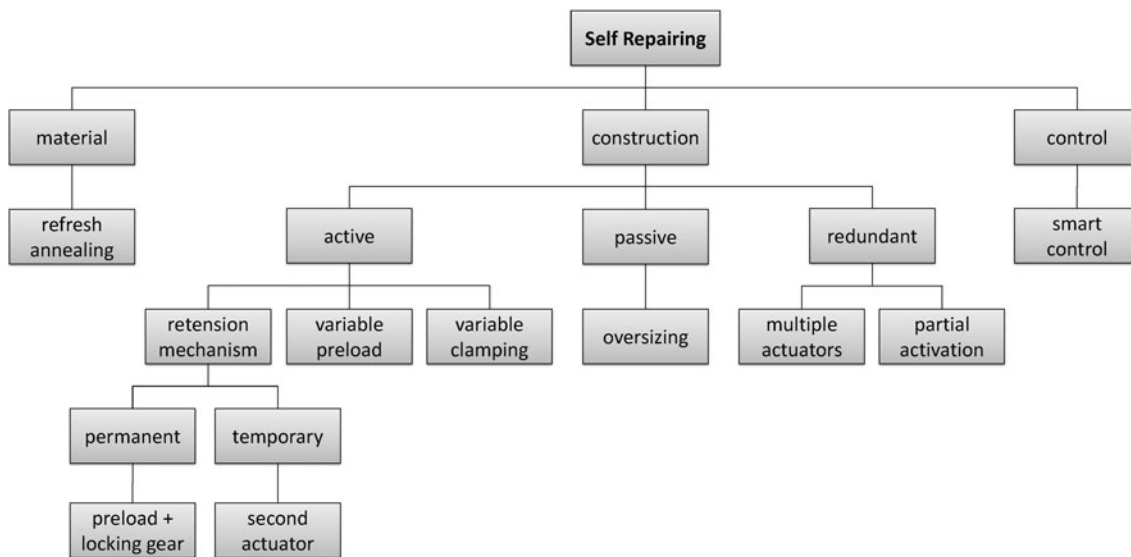 Self Repairing
material
construction
control
refresh
annealing
active
passive
redundant
smart
control
retension
mechanism
variable
preload
variable
clamping
oversizing
multiple
actuators
partial
activation
permanent
temporary
preload +
locking gear
second
actuator